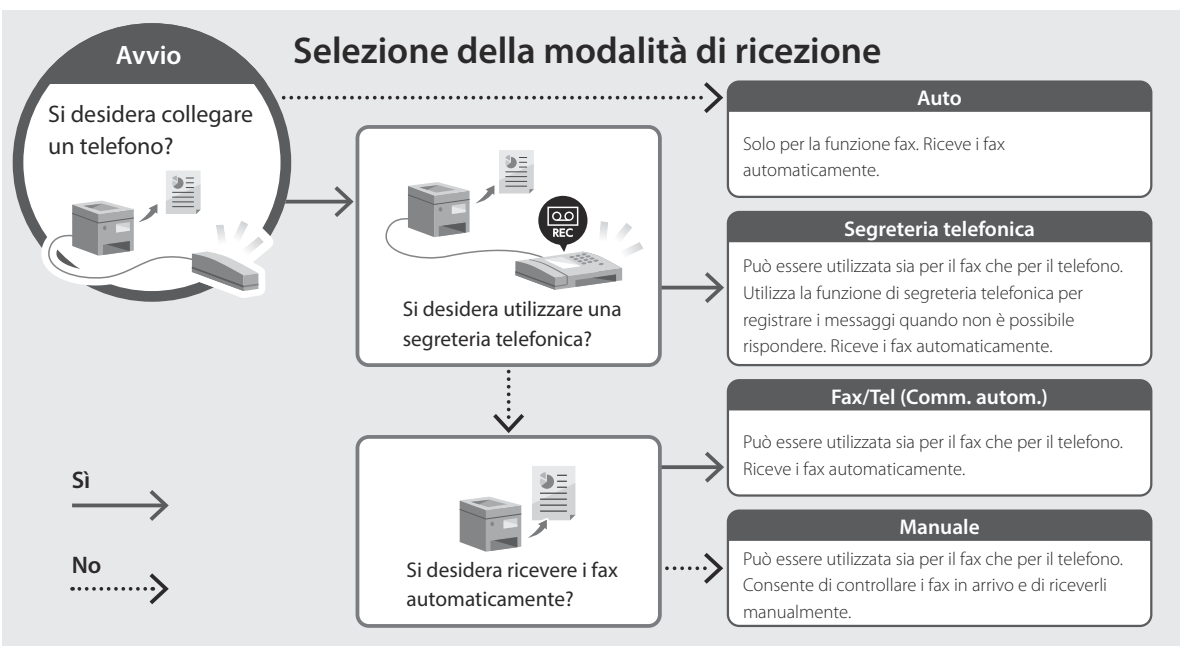 Selezione della modalità di ricezione
Avvio
Si desidera collegare
un telefono?
Auto
Solo per la funzione fax. Riceve i fax
automaticamente.
REC
Si desidera utilizzare una
segreteria telefonica?
Segreteria telefonica
Può essere utilizzata sia per il fax che per il telefono.
Utilizza la funzione di segreteria telefonica per
registrare i messaggi quando non è possibile
rispondere. Riceve i fax automaticamente.
Fax/Tel (Comm. autom.)
Può essere utilizzata sia per il fax che per il telefono.
Riceve i fax automaticamente.
Si desidera ricevere i fax
automaticamente?
Manuale
Può essere utilizzata sia per il fax che per il telefono.
Consente di controllare i fax in arrivo e di riceverli
manualmente.
Sì
No